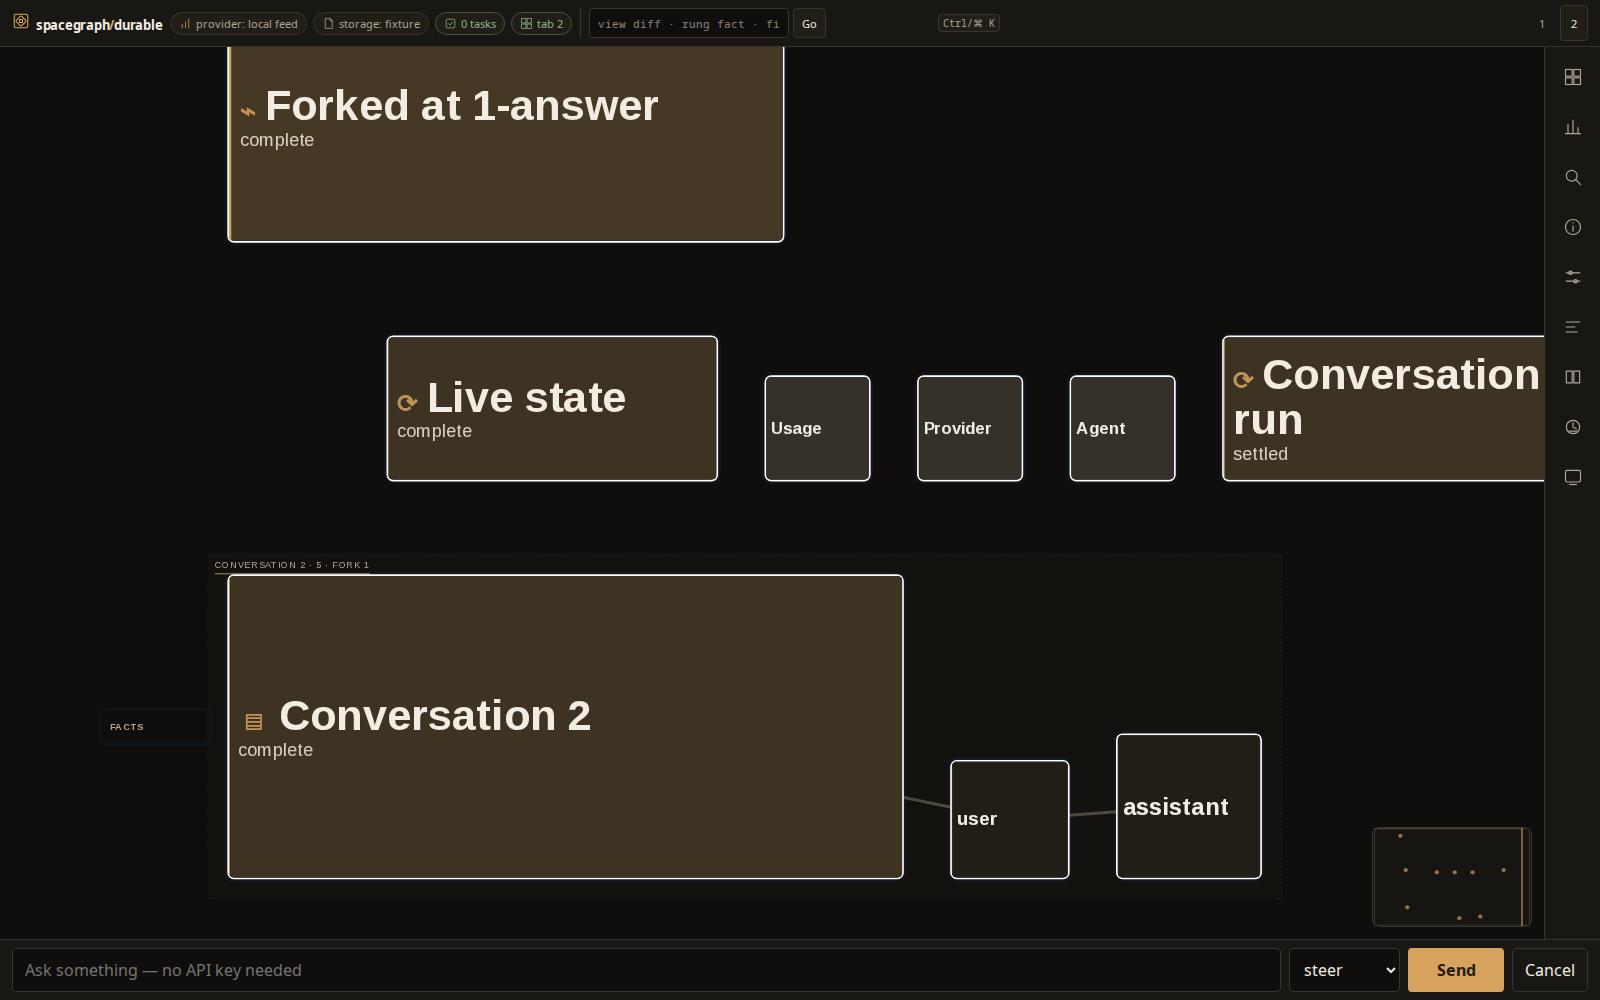 spacegraph/durable
provider: local feed
storage: fixture
0 tasks
tab 2
view diff · rung fact · fi
Go
Ctrl/⌘ K
1
2
Forked at 1-answer
complete
Live state
complete
Usage
Provider
Agent
Conversation
run
settled
CONVERSATION 2 · 5 · FORK 1
Conversation 2
complete
FACTS
user
assistant
Ask something — no API key needed
steer
Send
Cancel